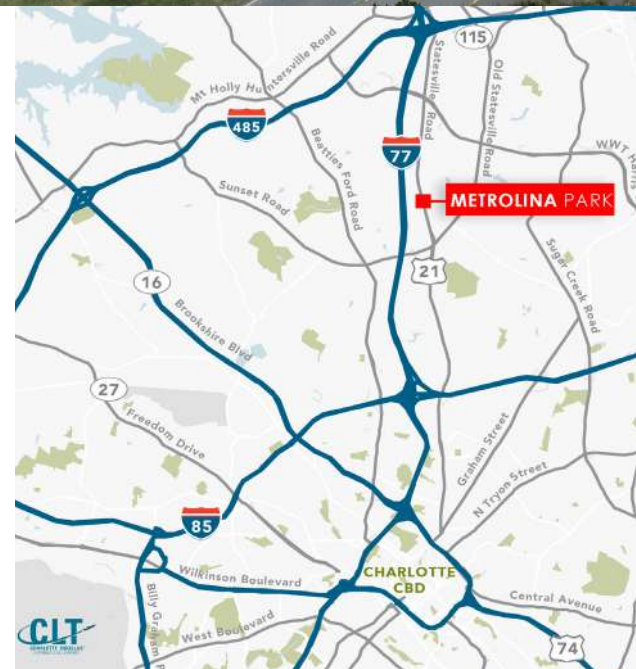 115
Statesville Road
Old Statesville Road
Mt Holly Huntersville Road
485
77
Beatties Ford Road
WWT Harris
Sunset Road
METROLINA PARK
21
16
Sugar Creek Road
Brookshire Blvd
27
Freedom Drive
Graham Street
N Tryon Street
85
CHARLOTTE
CBD
Wilkinson Boulevard
Central Avenue
Billy Graham P
West Boulevard
CLT
74